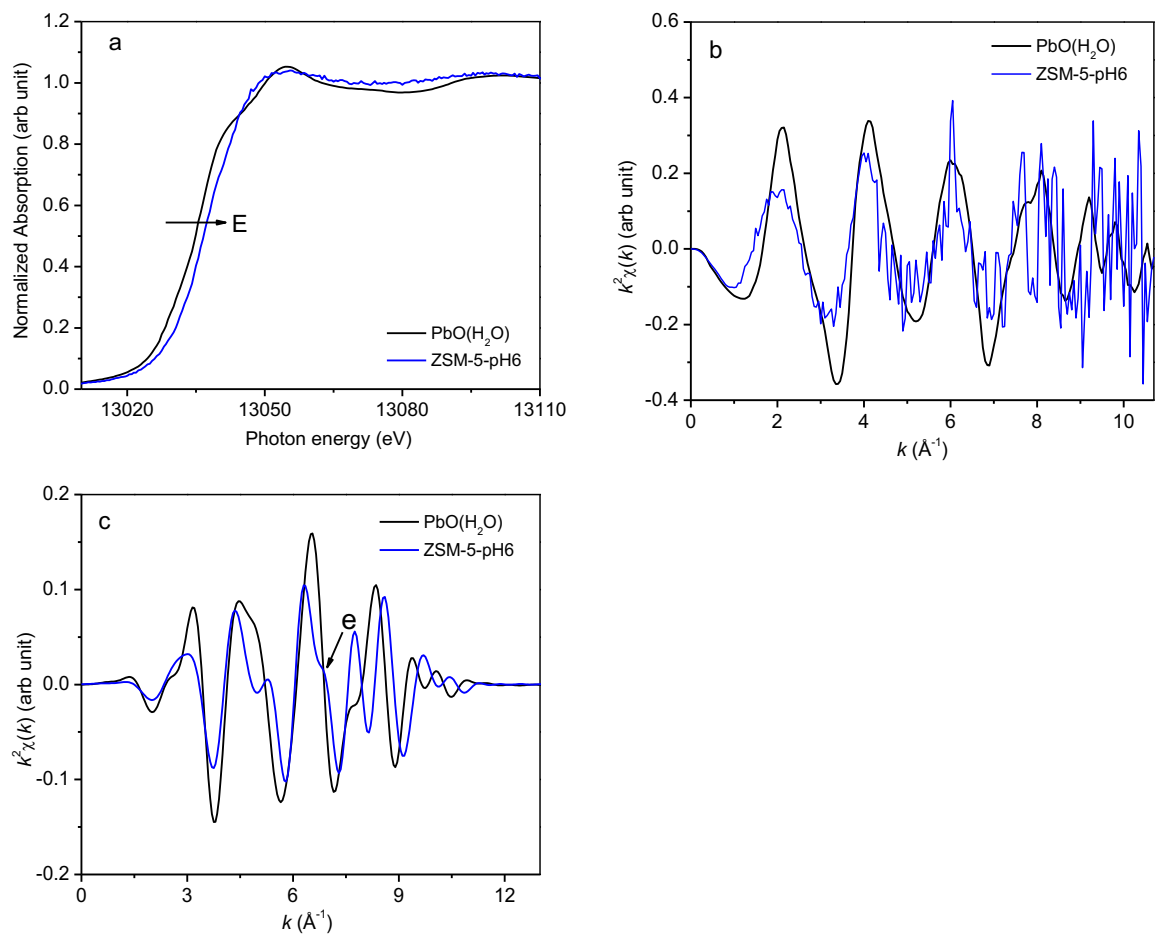 a
1.2
1.0
0.8
0.6
0.4
0.2
0.0
Normalized Absorption (arb unit)
E
PbO(H₂O)
ZSM-5-pH6
13020 13050 13080 13110
Photon energy (eV)
b
0.6
0.4
0.2
0.0
-0.2
-0.4
k²χ(k) (arb unit)
PbO(H₂O)
ZSM-5-pH6
0 2 4 6 8 10
k (Å⁻¹)
c
0.2
0.1
0.0
-0.1
-0.2
k²χ(k) (arb unit)
PbO(H₂O)
ZSM-5-pH6
e
0 3 6 9 12
k (Å⁻¹)